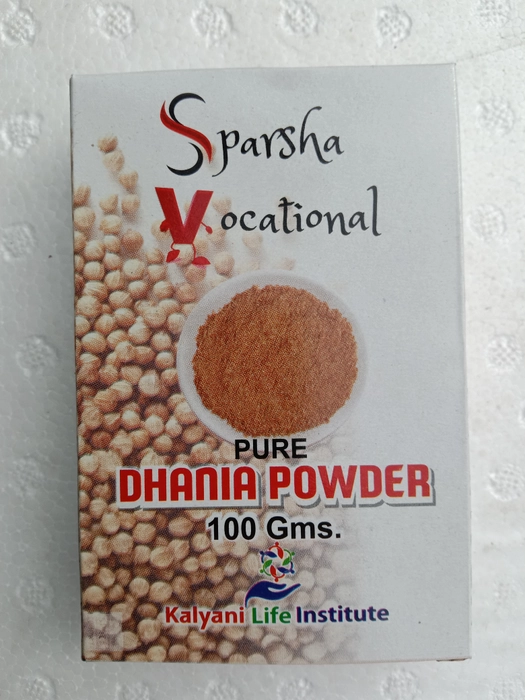 Sparsha
Vocational
PURE
DHANIA POWDER
100 Gms.
Kalyani Life Institute